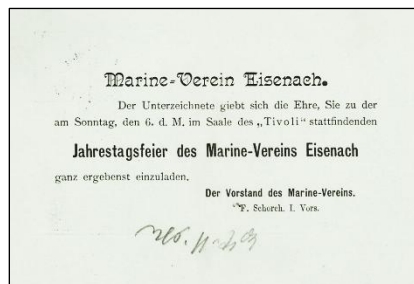 Marine-Verein Eisenach.
Der Unterzeichnete giebt sich die Ehre, Sie zu der
am Sonntag, den 6. d. M. im Saale des „Tivoli“ stattfindenden
Jahrestagsfeier des Marine-Vereins Eisenach
ganz ergebenst einzuladen.
Der Vorstand des Marine-Vereins.
F. Schorch. I. Vors.